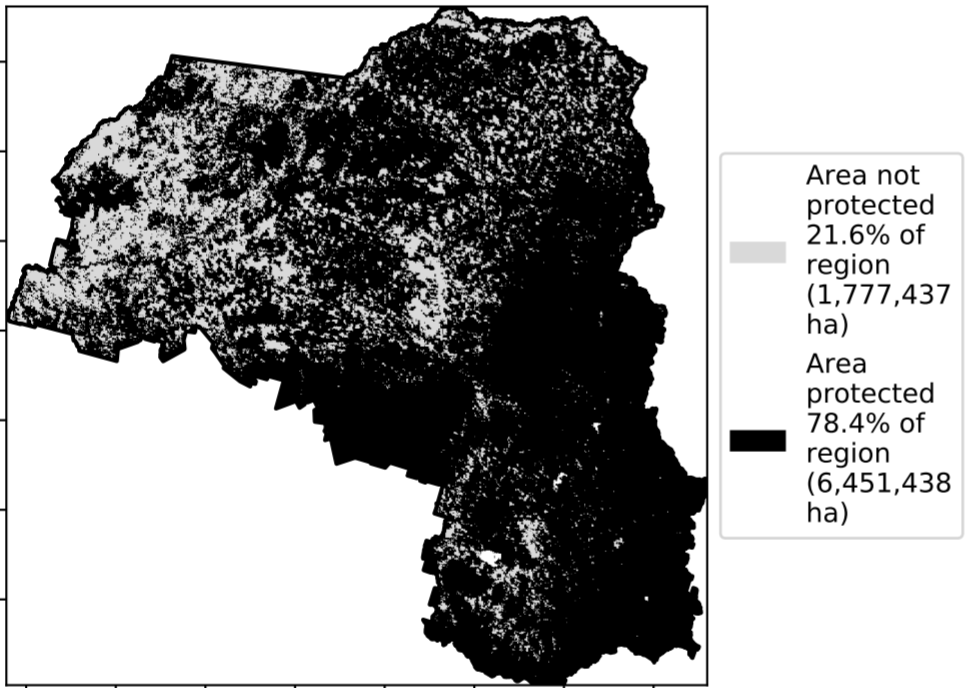 Area not
protected
21.6% of
region
(1,777,437
ha)
Area
protected
78.4% of
region
(6,451,438
ha)